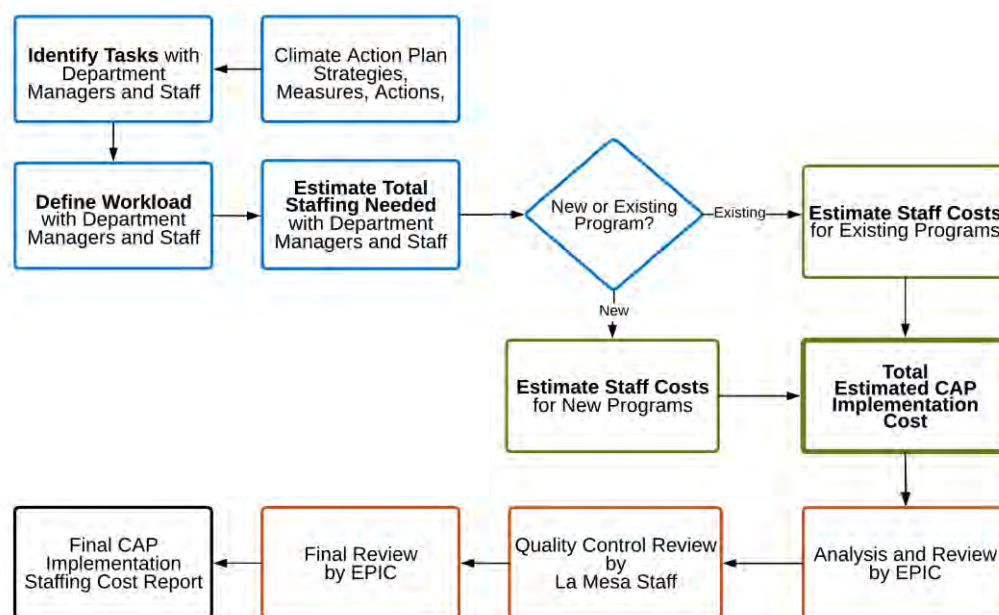 Identify Tasks with
Department
Managers and Staff
Climate Action Plan
Strategies,
Measures, Actions,
Define Workload
with Department
Managers and Staff
Estimate Total
Staffing Needed
with Department
Managers and Staff
New or Existing
Program?
Existing
Estimate Staff Costs
for Existing Programs
New
Estimate Staff Costs
for New Programs
Total
Estimated CAP
Implementation
Cost
Analysis and Review
by EPIC
Quality Control Review
by
La Mesa Staff
Final Review
by EPIC
Final CAP
Implementation
Staffing Cost Report